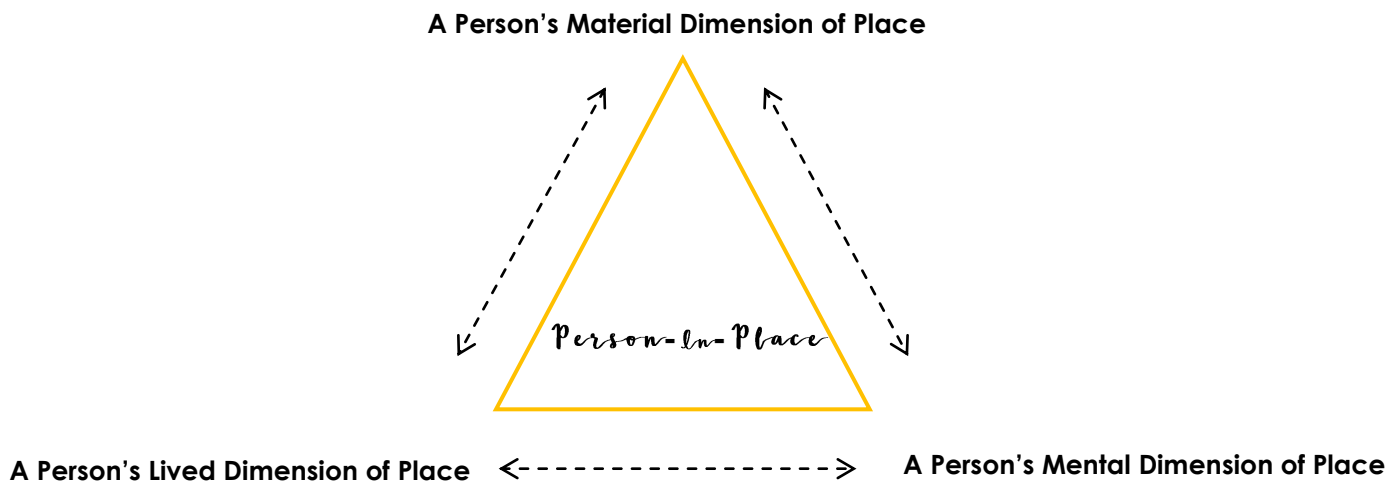 A Person’s Material Dimension of Place
Person-In-Place
A Person’s Lived Dimension of Place
A Person’s Mental Dimension of Place